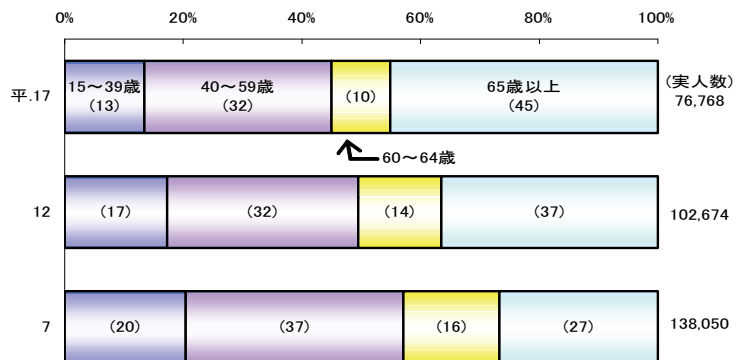 0% 20% 40% 60% 80% 100%
平.17
15～39歳
(13)
40～59歳
(32)
(10)
65歳以上
(45)
(実人数)
76,768
60～64歳
12
(17)
(32)
(14)
(37)
102,674
7
(20)
(37)
(16)
(27)
138,050